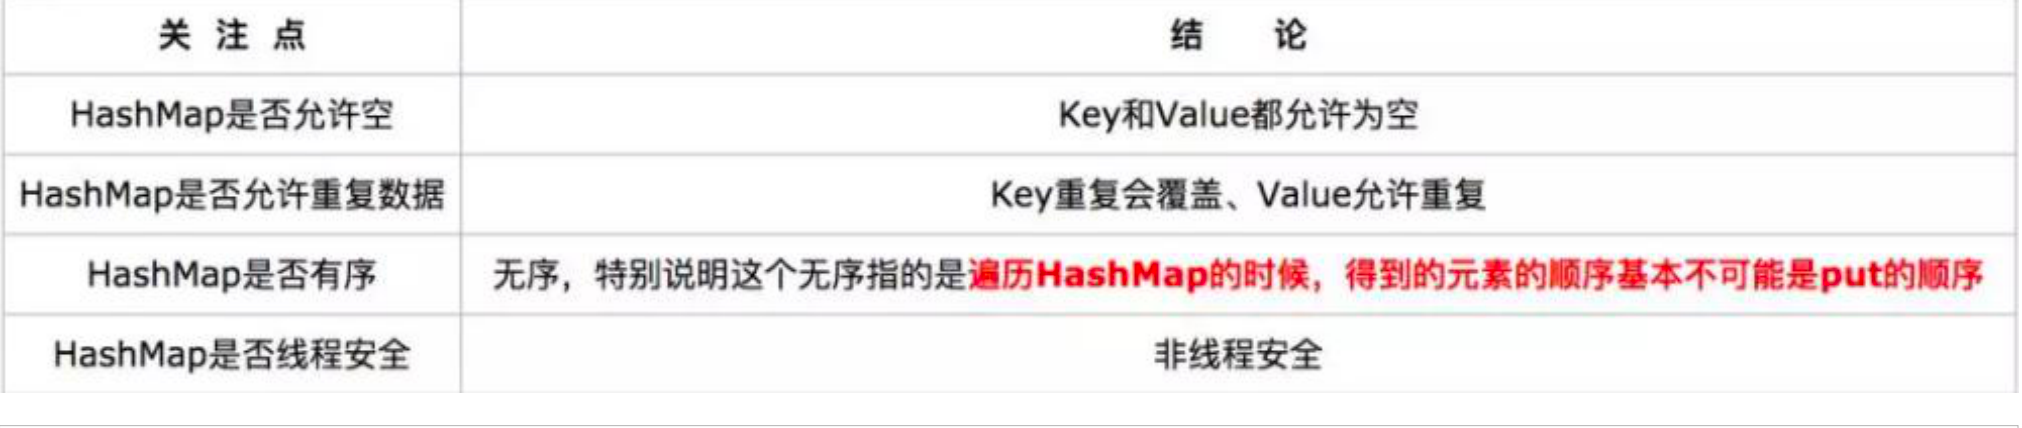 关 注 点 结 论
HashMap是否允许空 Key和Value都允许为空
HashMap是否允许重复数据 Key重复会覆盖、Value允许重复
HashMap是否有序 无序，特别说明这个无序指的是遍历HashMap的时候，得到的元素的顺序基本不可能是put的顺序
HashMap是否线程安全 非线程安全